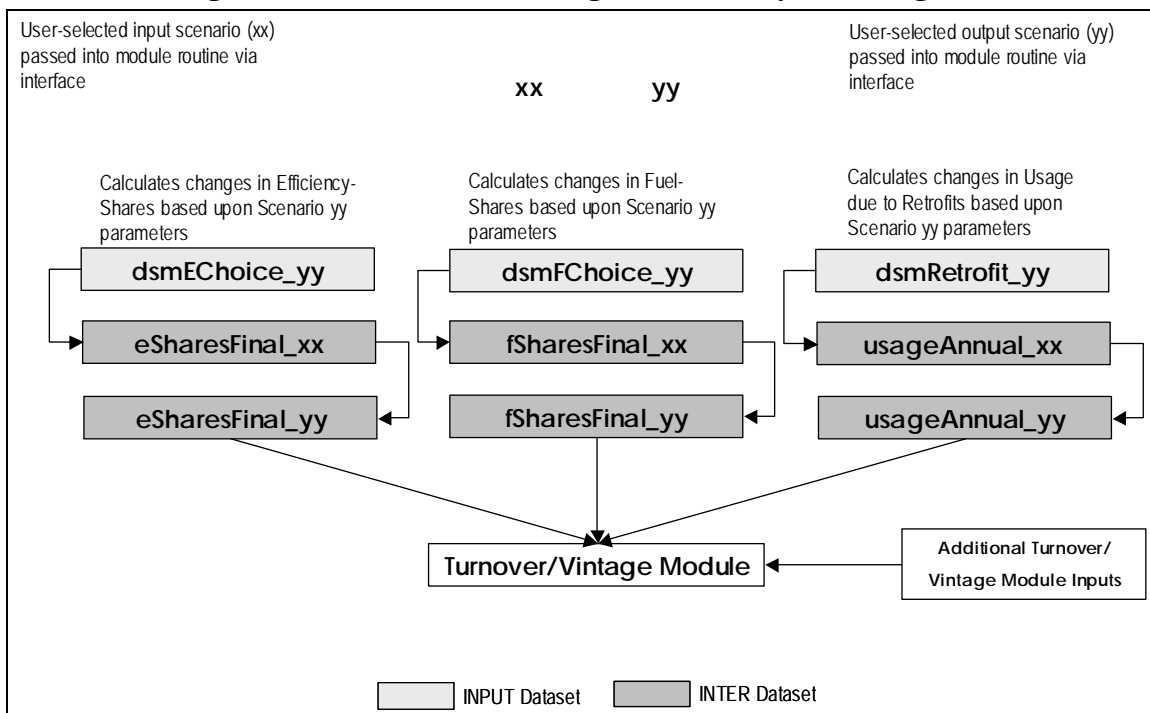 User-selected input scenario (xx)
passed into module routine via
interface
User-selected output scenario (yy)
passed into module routine via
interface
xx yy
Calculates changes in Efficiency-
Shares based upon Scenario yy
parameters
Calculates changes in Fuel-
Shares based upon Scenario yy
parameters
Calculates changes in Usage
due to Retrofits based upon
Scenario yy parameters
dsmEChoice_yy
dsmFChoice_yy
dsmRetrofit_yy
eSharesFinal_xx
fSharesFinal_xx
usageAnnual_xx
eSharesFinal_yy
fSharesFinal_yy
usageAnnual_yy
Turnover/Vintage Module
Additional Turnover/
Vintage Module Inputs
INPUT Dataset
INTER Dataset